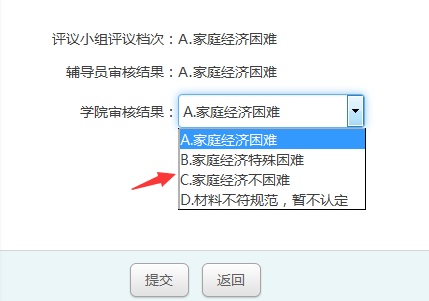 评议小组评议档次：A.家庭经济困难
辅导员审核结果：A.家庭经济困难
学院审核结果：A.家庭经济困难
A.家庭经济困难
B.家庭经济特殊困难
C.家庭经济不困难
D.材料不符规范，暂不认定
提交 返回